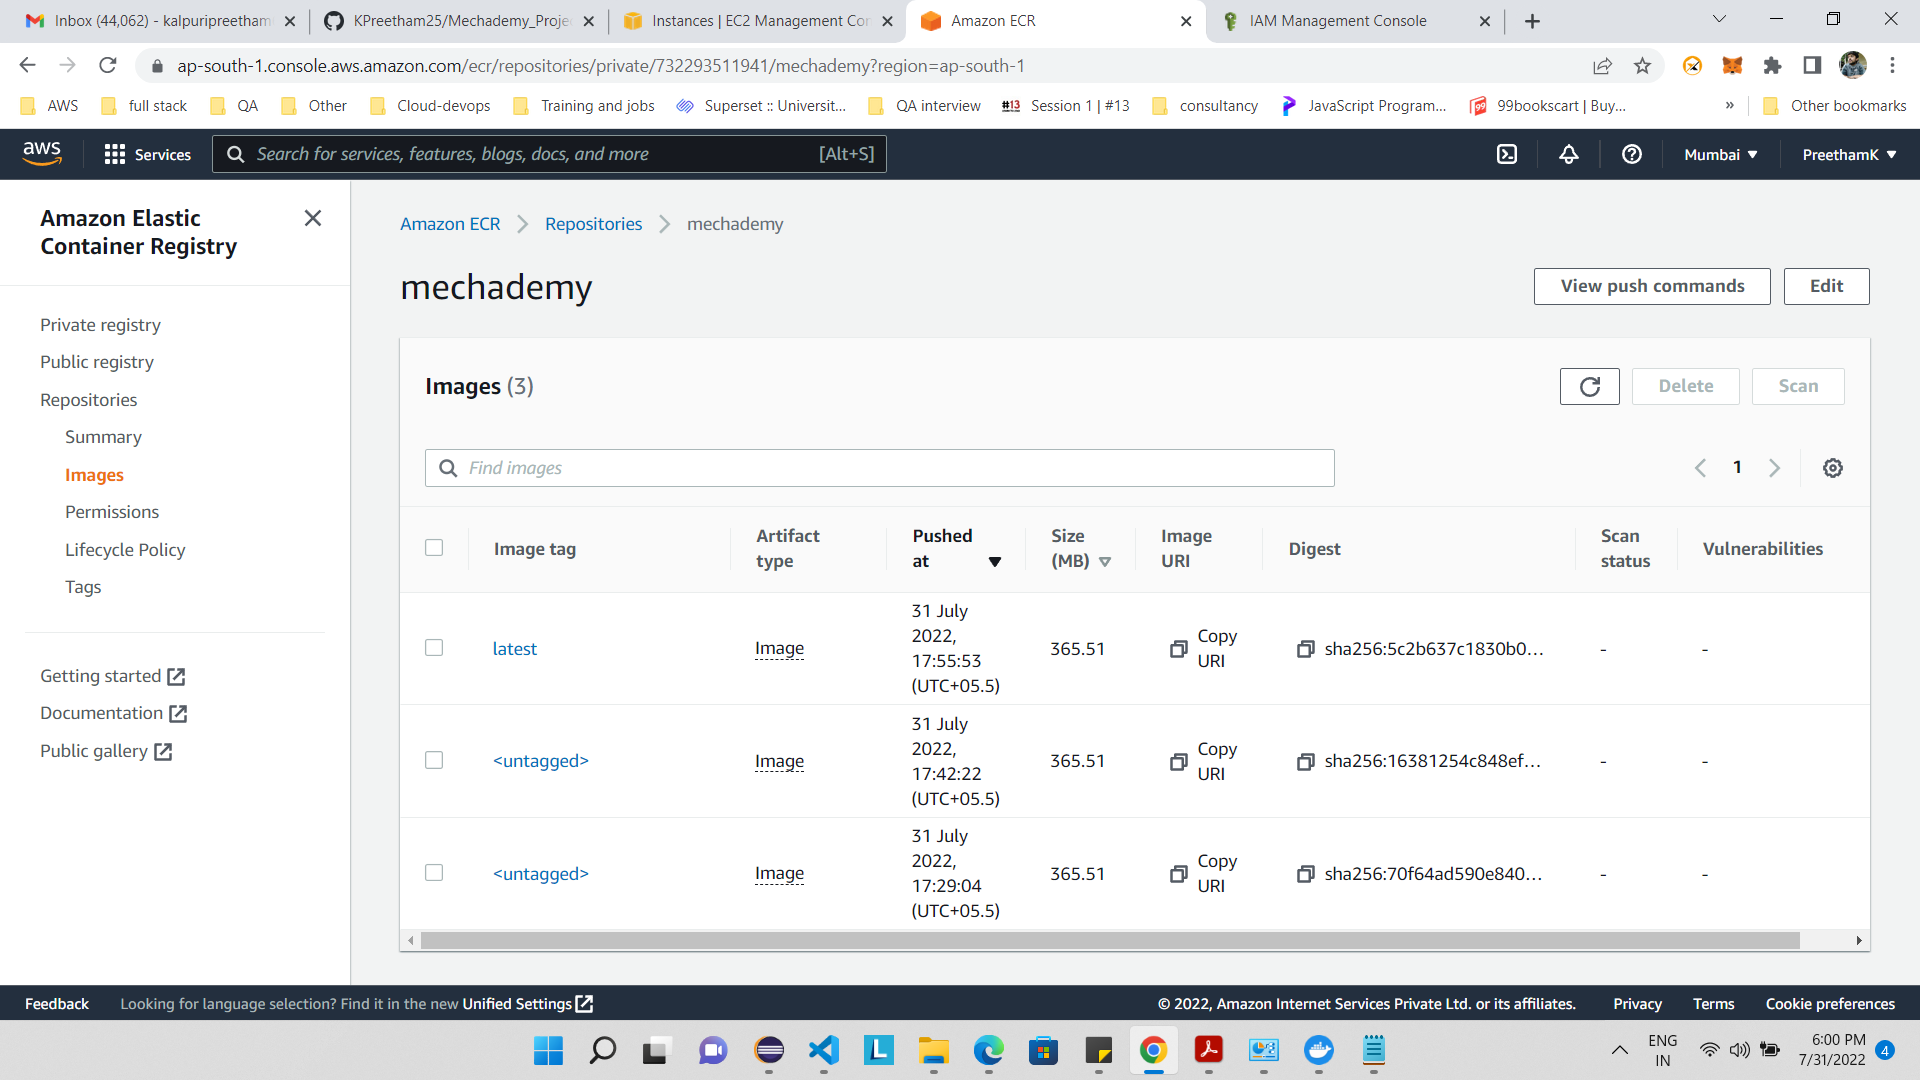 Inbox (44,062) - kalpuripreetham
KPreetham25/Mechademy_Proje
Instances | EC2 Management Con
Amazon ECR
IAM Management Console
ap-south-1.console.aws.amazon.com/ecr/repositories/private/732293511941/mechademy?region=ap-south-1
AWS
full stack
QA
Other
Cloud-devops
Training and jobs
Superset :: Universit...
QA interview
#13
Session 1 | #13
consultancy
JavaScript Program...
99
99bookscart | Buy...
»
Other bookmarks
aws
Services
Search for services, features, blogs, docs, and more
[Alt+S]
Mumbai
PreethamK
Amazon Elastic
Container Registry
Private registry
Public registry
Repositories
Summary
Images
Permissions
Lifecycle Policy
Tags
Getting started
Documentation
Public gallery
Amazon ECR
Repositories
mechademy
mechademy
View push commands
Edit
Images (3)
Delete
Scan
Find images
1
Image tag
Artifact
type
Pushed
at
Size
(MB)
Image
URI
Digest
Scan
status
Vulnerabilities
latest
Image
31 July
2022,
17:55:53
(UTC+05.5)
365.51
Copy
URI
sha256:5c2b637c1830b0...
-
-
<untagged>
Image
31 July
2022,
17:42:22
(UTC+05.5)
365.51
Copy
URI
sha256:16381254c848ef...
-
-
<untagged>
Image
31 July
2022,
17:29:04
(UTC+05.5)
365.51
Copy
URI
sha256:70f64ad590e840...
-
-
Feedback
Looking for language selection? Find it in the new Unified Settings
© 2022, Amazon Internet Services Private Ltd. or its affiliates.
Privacy
Terms
Cookie preferences
L
ENG
IN
6:00 PM
7/31/2022
4